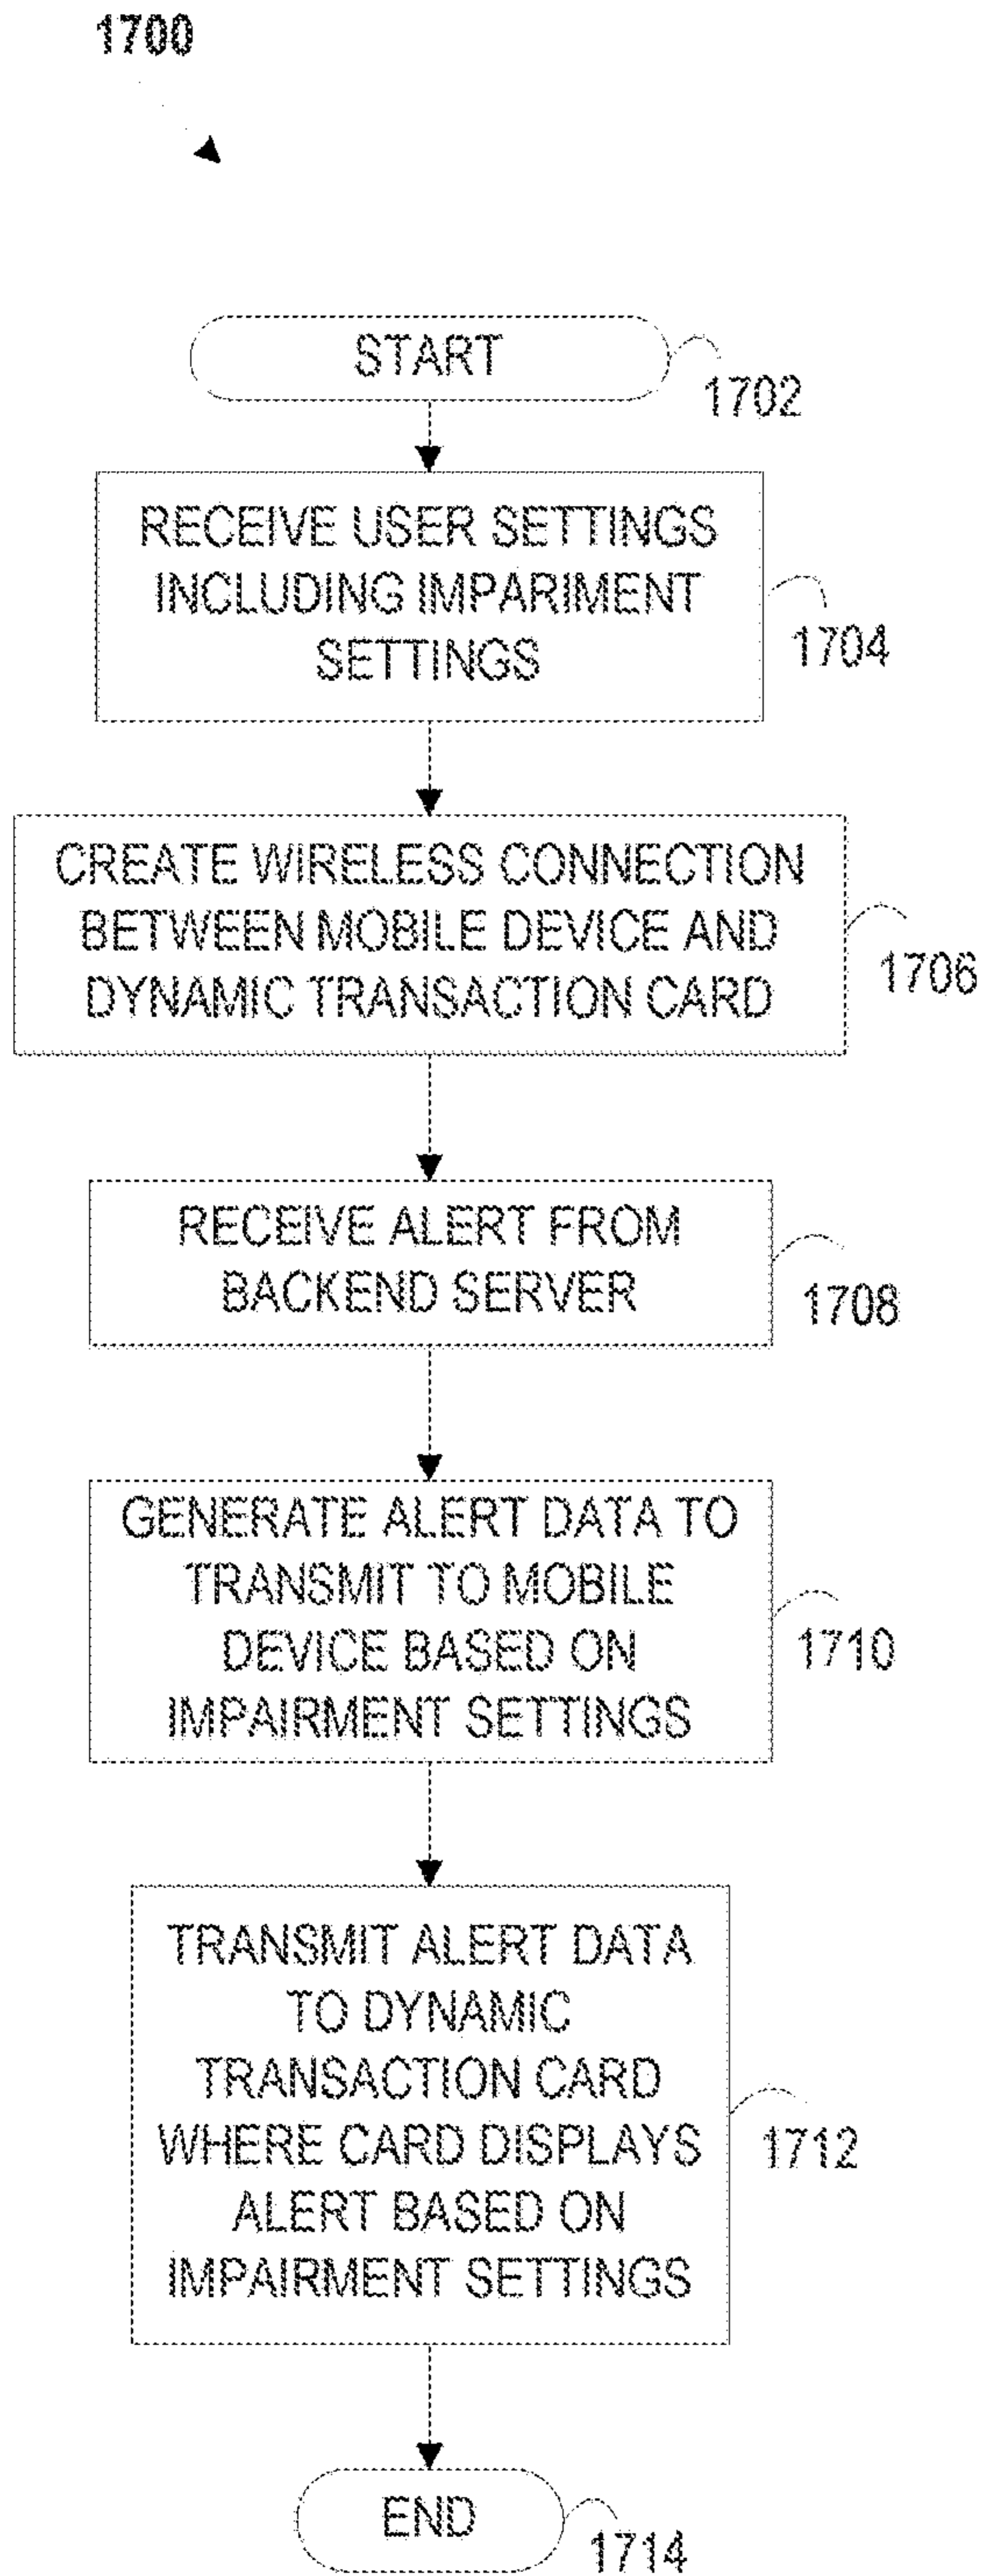 1700
START
1702
RECEIVE USER SETTINGS
INCLUDING IMPARIMENT
SETTINGS
1704
CREATE WIRELESS CONNECTION
BETWEEN MOBILE DEVICE AND
DYNAMIC TRANSACTION CARD
1706
RECEIVE ALERT FROM
BACKEND SERVER
1708
GENERATE ALERT DATA TO
TRANSMIT TO MOBILE
DEVICE BASED ON
IMPAIRMENT SETTINGS
1710
TRANSMIT ALERT DATA
TO DYNAMIC
TRANSACTION CARD
WHERE CARD DISPLAYS
ALERT BASED ON
IMPAIRMENT SETTINGS
1712
END
1714